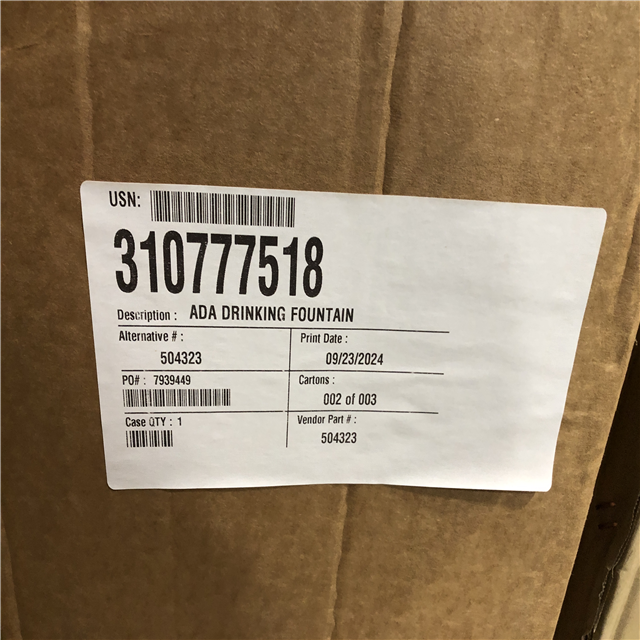 USN:
310777518
Description : ADA DRINKING FOUNTAIN
Alternative # :
504323
Print Date :
09/23/2024
PO# : 7939449
Cartons :
002 of 003
Case QTY : 1
Vendor Part # :
504323